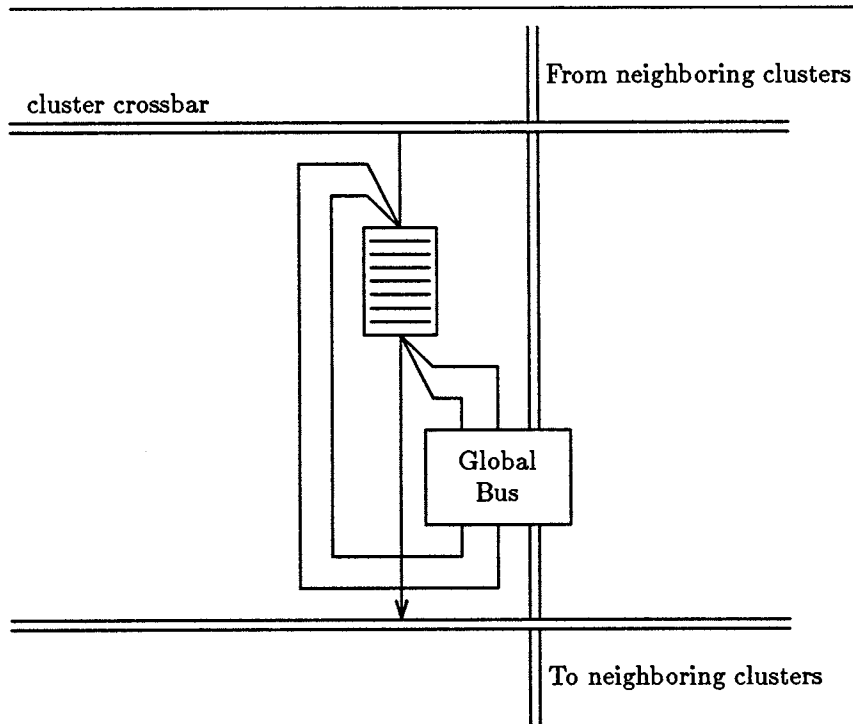 From neighboring clusters
cluster crossbar
Global
Bus
To neighboring clusters